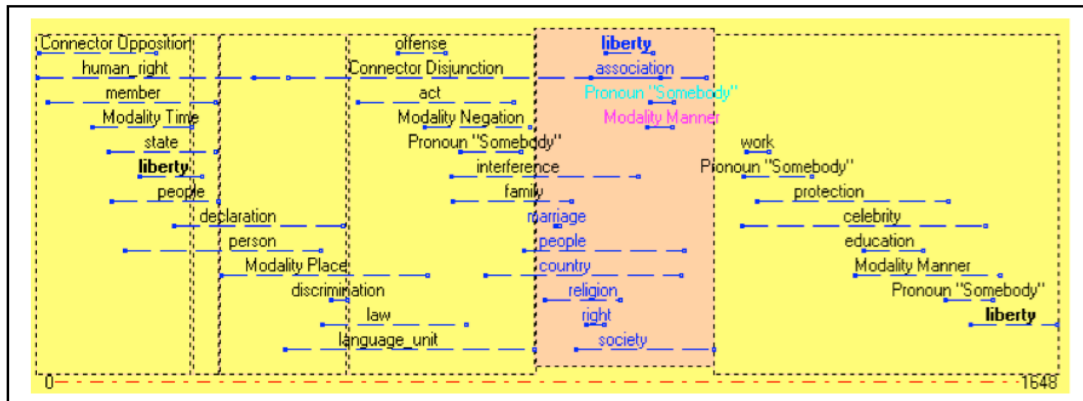 Connector Opposition offense liberty
human_right Connector Disjunction association
member act Pronoun "Somebody"
Modality Time Modality Negation Modality Manner
state Pronoun "Somebody" work
liberty interference Pronoun "Somebody"
people family protection
declaration marriage celebrity
person people education
Modality Place country Modality Manner
discrimination religion Pronoun "Somebody"
law right liberty
language_unit society
0 1648